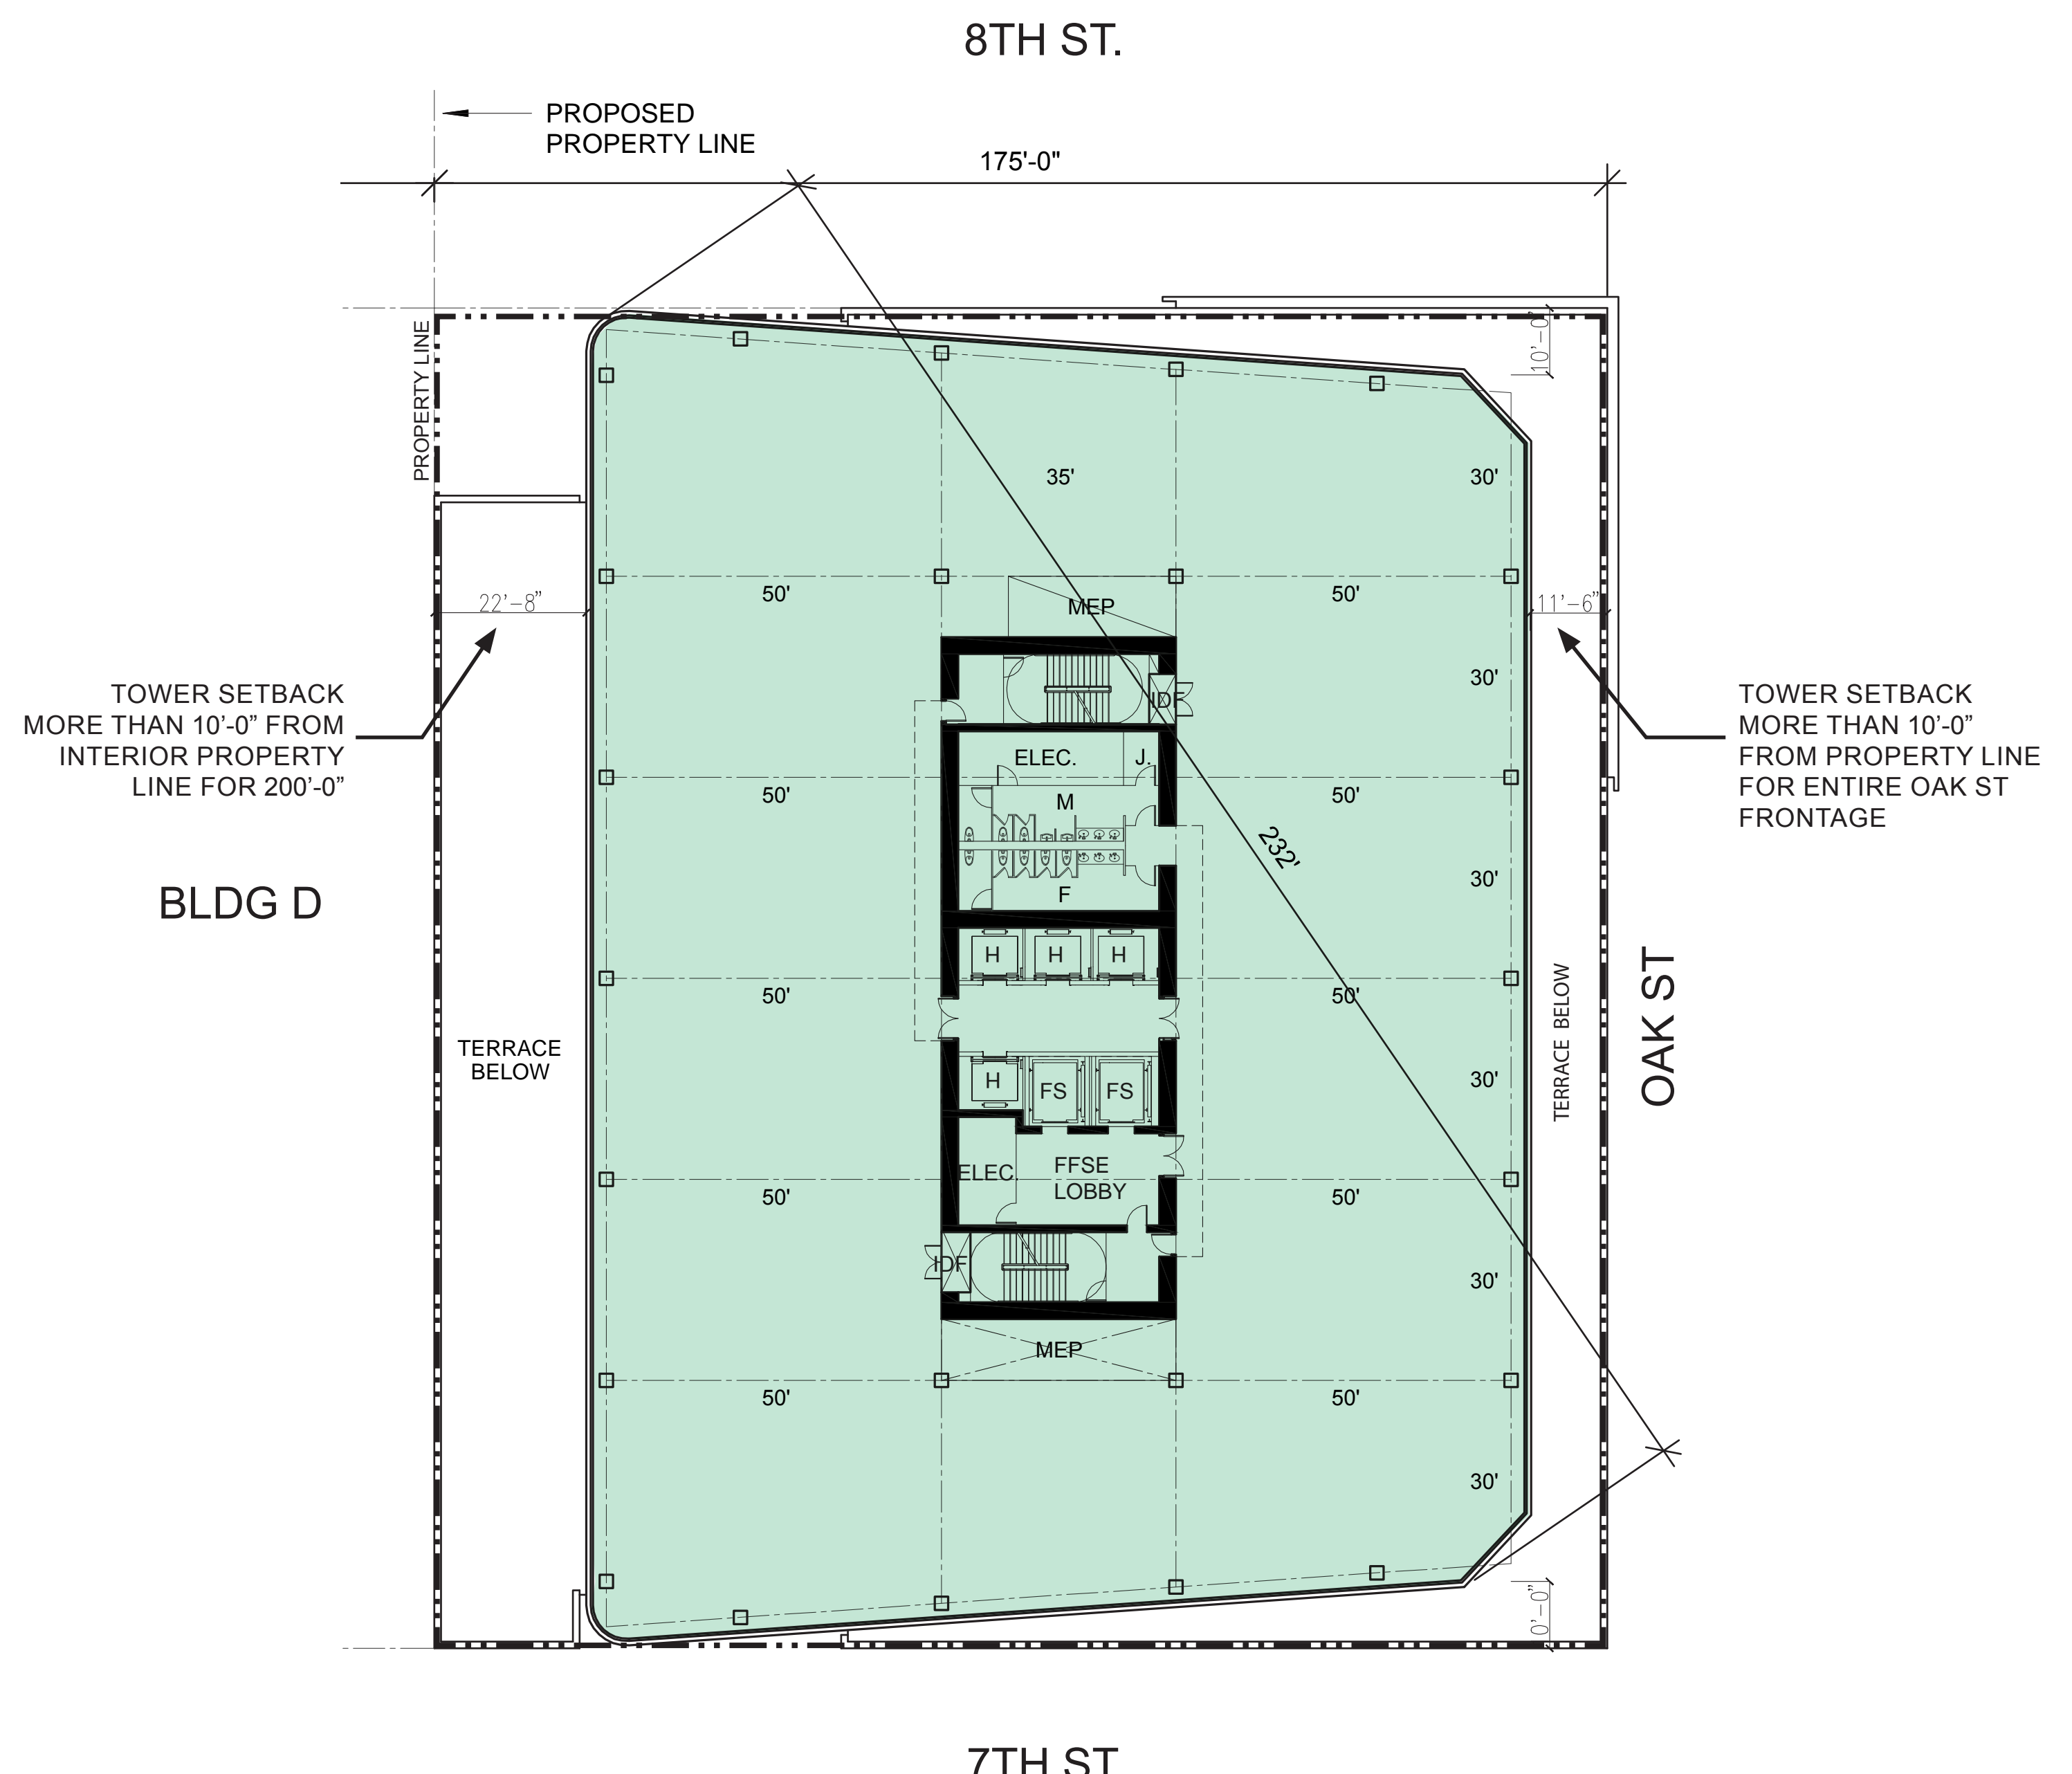 8TH ST.
PROPOSED
PROPERTY LINE
175'-0"
PROPERTY LINE
10'-0"
35'
30'
50'
50'
MEP
22'-8"
11'-6"
TOWER SETBACK
MORE THAN 10'-0" FROM
INTERIOR PROPERTY
LINE FOR 200'-0"
30'
TOWER SETBACK
MORE THAN 10'-0"
FROM PROPERTY LINE
FOR ENTIRE OAK ST
FRONTAGE
IDF
ELEC.
J.
50'
M
50'
232'
BLDG D
F
30'
H
H
H
50'
50'
OAK ST
TERRACE
BELOW
TERRACE BELOW
H
FS
FS
30'
ELEC.
FFSE
LOBBY
50'
50'
IDF
30'
MEP
50'
50'
30'
0'-0"
7TH ST